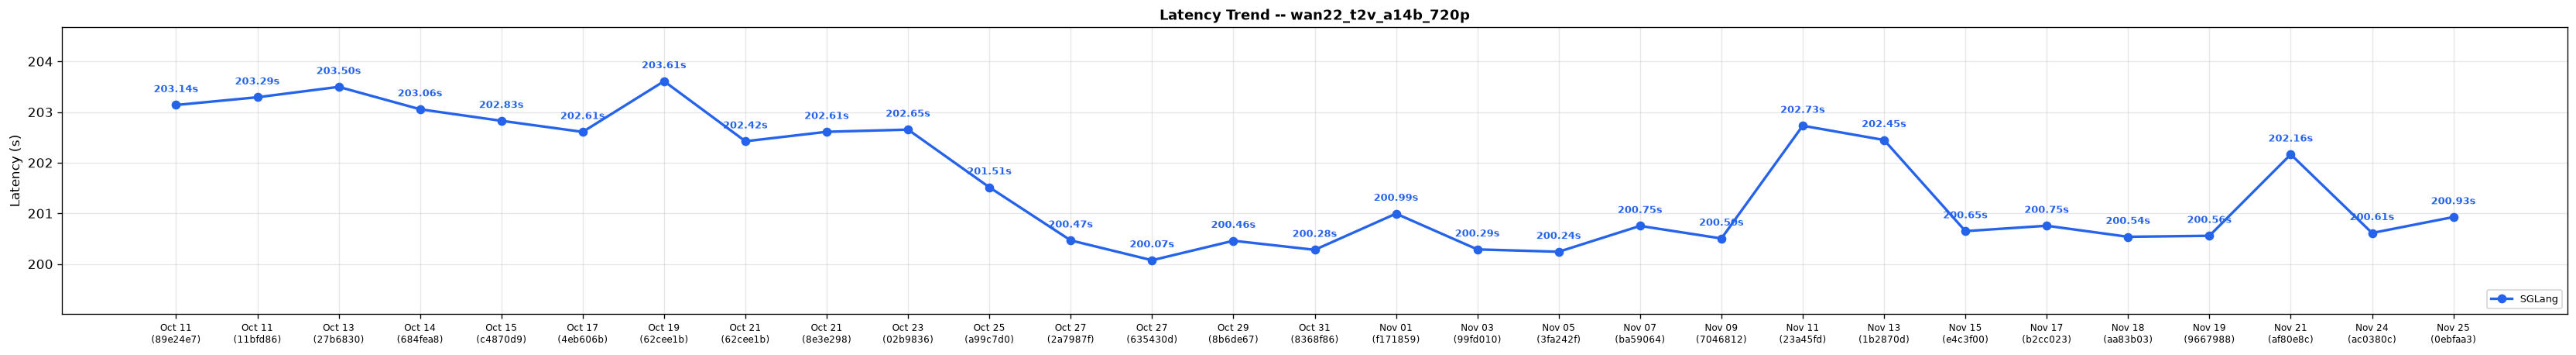 Latency Trend -- wan22_t2v_a14b_720p
Latency (s)
204
203
202
201
200
203.14s
203.29s
203.50s
203.06s
202.83s
202.61s
203.61s
202.42s
202.61s
202.65s
201.51s
200.47s
200.07s
200.46s
200.28s
200.99s
200.29s
200.24s
200.75s
200.50s
202.73s
202.45s
200.65s
200.75s
200.54s
200.56s
202.16s
200.61s
200.93s
SGLang
Oct 11
(89e24e7)
Oct 11
(11bfd86)
Oct 13
(27b6830)
Oct 14
(684fea8)
Oct 15
(c4870d9)
Oct 17
(4eb606b)
Oct 19
(62cee1b)
Oct 21
(62cee1b)
Oct 21
(8e3e298)
Oct 23
(02b9836)
Oct 25
(a99c7d0)
Oct 27
(2a7987f)
Oct 27
(635430d)
Oct 29
(8b6de67)
Oct 31
(8368f86)
Nov 01
(f171859)
Nov 03
(99fd010)
Nov 05
(3fa242f)
Nov 07
(ba59064)
Nov 09
(7046812)
Nov 11
(23a45fd)
Nov 13
(1b2870d)
Nov 15
(e4c3f00)
Nov 17
(b2cc023)
Nov 18
(aa83b03)
Nov 19
(9667988)
Nov 21
(af80e8c)
Nov 24
(ac0380c)
Nov 25
(0ebfaa3)